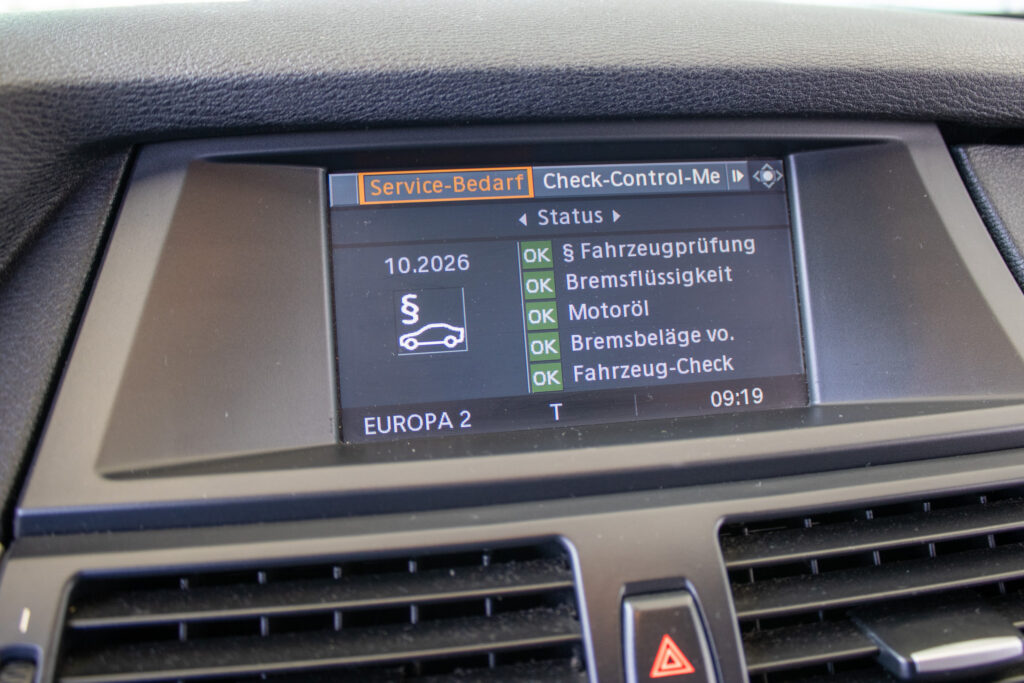 Service-Bedarf Check-Control-Me
Status
10.2026
§
OK § Fahrzeugprüfung
OK Bremsflüssigkeit
OK Motoröl
OK Bremsbeläge vo.
OK Fahrzeug-Check
EUROPA 2 T 09:19